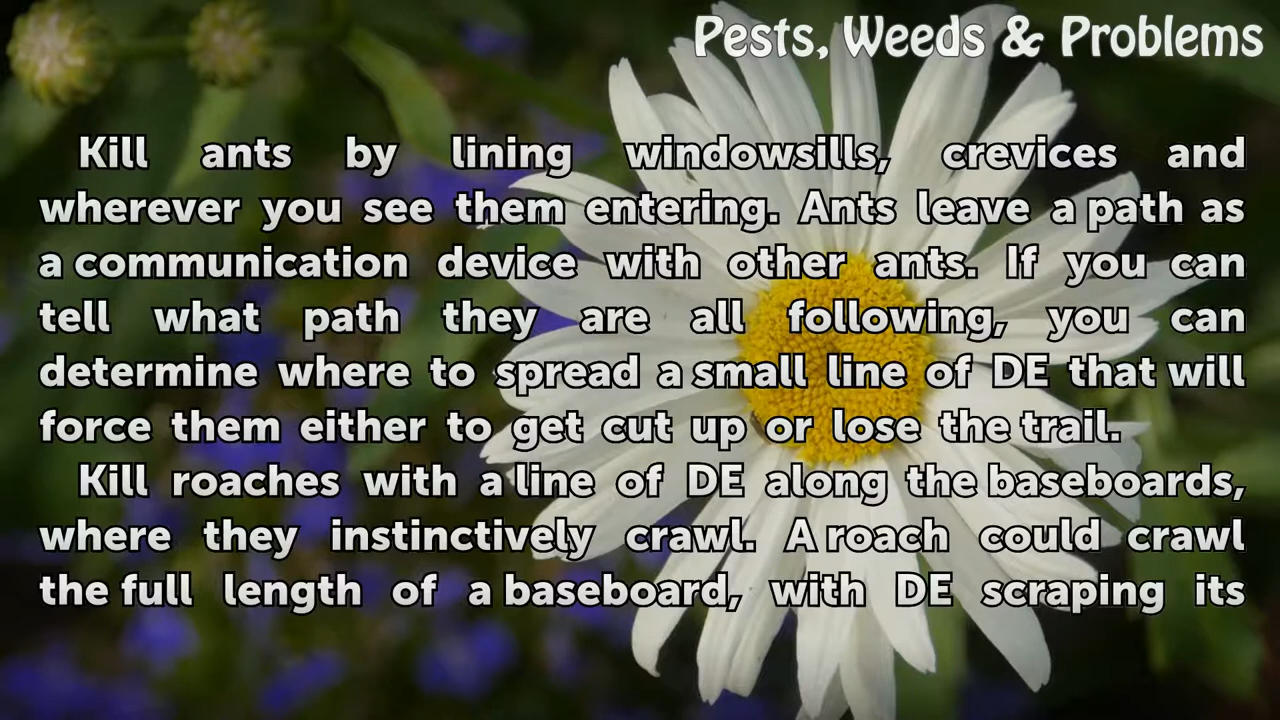 Pests, Weeds & Problems
Kill ants by lining windowsills, crevices and
wherever you see them entering. Ants leave a path as
a communication device with other ants. If you can
tell what path they are all following, you can
determine where to spread a small line of DE that will
force them either to get cut up or lose the trail.
Kill roaches with a line of DE along the baseboards,
where they instinctively crawl. A roach could crawl
the full length of a baseboard, with DE scraping its